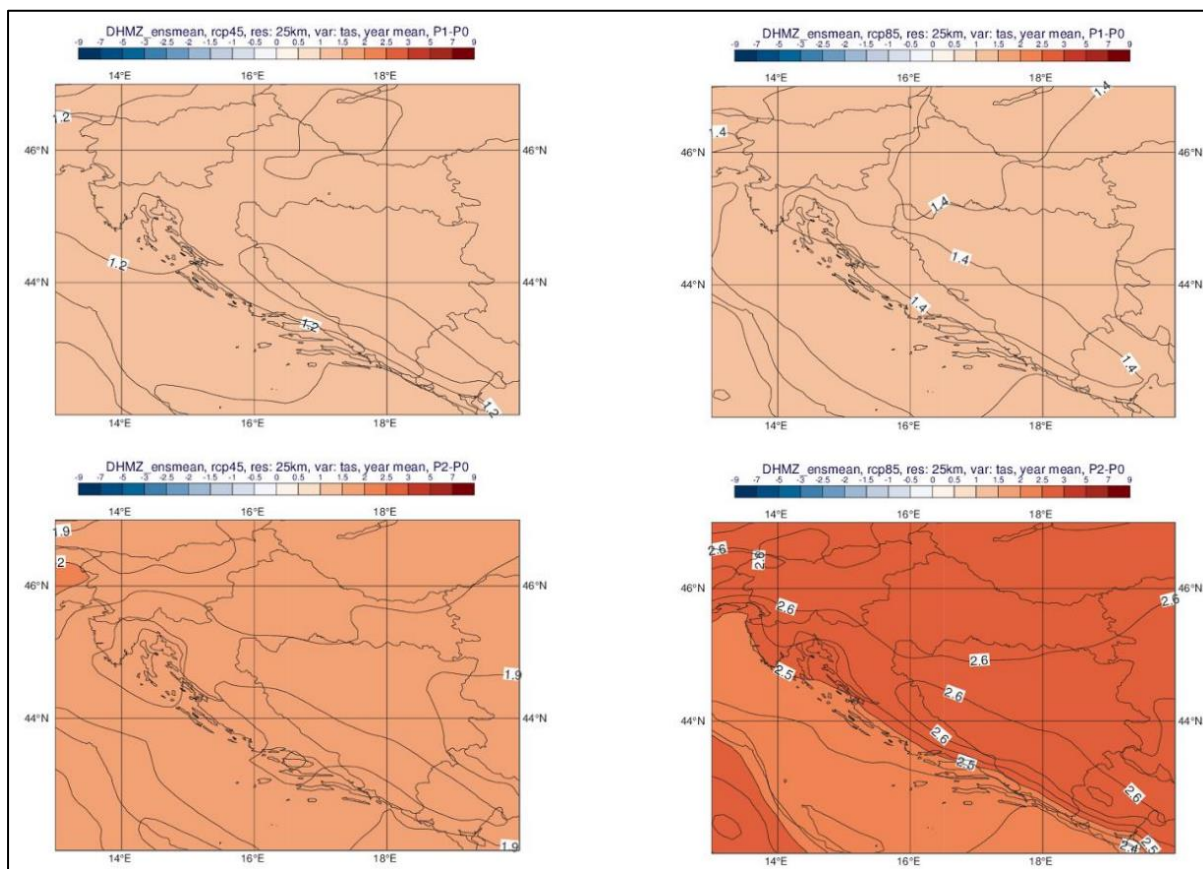 DHMZ_ensmean, rcp45, res: 25km, var: tas, year mean, P1-P0
-9 -7 -5 -3 -2.5 -2 -1.5 -1 -0.5 0 0.5 1 1.5 2 2.5 3 5 7 9
14°E 16°E 18°E
1.2
46°N
1.2
44°N
1.2
1.2
14°E 16°E 18°E
DHMZ_ensmean, rcp85, res: 25km, var: tas, year mean, P1-P0
-9 -7 -5 -3 -2.5 -2 -1.5 -1 -0.5 0 0.5 1 1.5 2 2.5 3 5 7 9
14°E 16°E 18°E
1.4
1.4
46°N 46°N
1.4
1.4
44°N 44°N
1.4
1.4
14°E 16°E 18°E
DHMZ_ensmean, rcp45, res: 25km, var: tas, year mean, P2-P0
-9 -7 -5 -3 -2.5 -2 -1.5 -1 -0.5 0 0.5 1 1.5 2 2.5 3 5 7 9
14°E 16°E 18°E
1.9
2
46°N 46°N
1.9
44°N 44°N
1.9
14°E 16°E 18°E
DHMZ_ensmean, rcp85, res: 25km, var: tas, year mean, P2-P0
-9 -7 -5 -3 -2.5 -2 -1.5 -1 -0.5 0 0.5 1 1.5 2 2.5 3 5 7 9
14°E 16°E 18°E
2.6
2.6
46°N 46°N
2.6
2.6
2.6
2.5
2.6
44°N 44°N
2.6
2.5
2.6
2.5
2.4
14°E 16°E 18°E